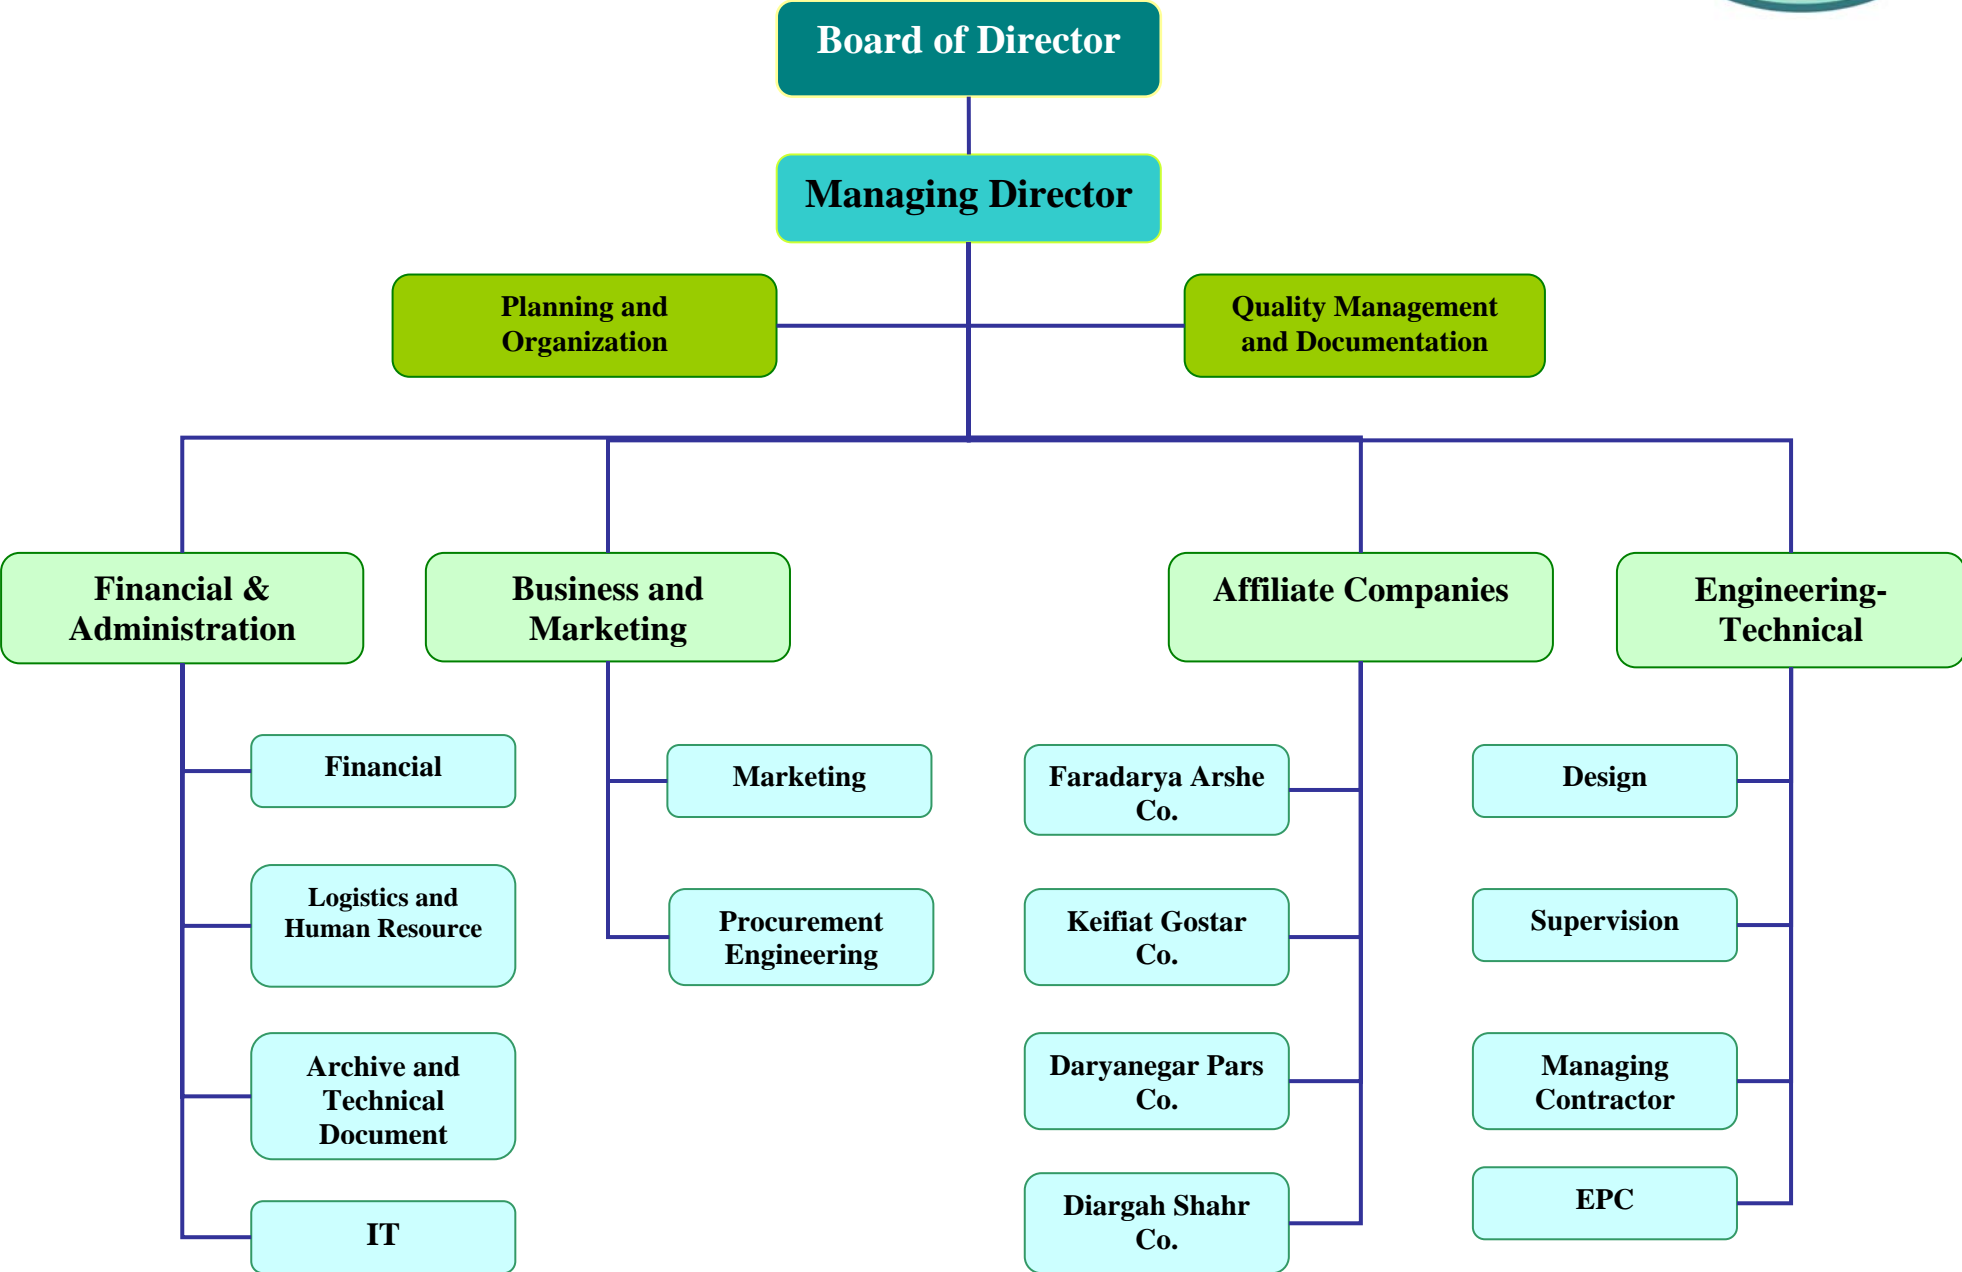 Board of Director
Managing Director
Planning and
Organization
Quality Management
and Documentation
Financial &
Administration
Business and
Marketing
Affiliate Companies
Engineering-
Technical
Financial
Logistics and
Human Resource
Archive and
Technical
Document
IT
Marketing
Procurement
Engineering
Faradarya Arshe
Co.
Keifiat Gostar
Co.
Daryanegar Pars
Co.
Diargah Shahr
Co.
Design
Supervision
Managing
Contractor
EPC